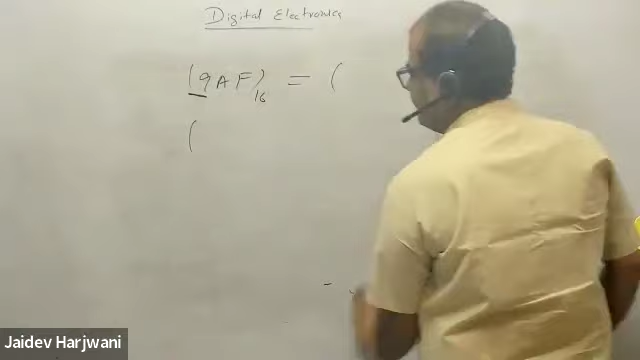 Digital Electronics
(9AF)16 = (
(
Jaidev Harjwani